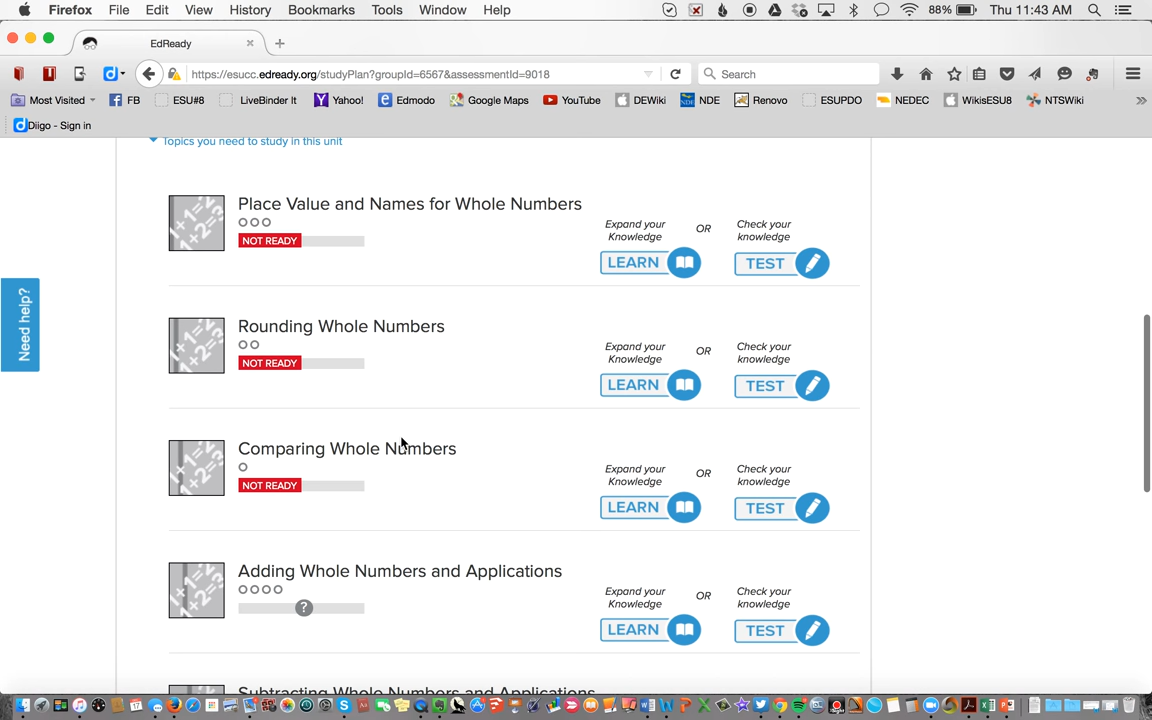 Firefox File Edit View History Bookmarks Tools Window Help 88% Thu 11:43 AM
EdReady
https://esucc.edready.org/studyPlan?groupId=6567&assessmentId=9018 Search
Most Visited FB ESU#8 LiveBinder It Yahoo! Edmodo Google Maps YouTube DEWiki NDE Renovo ESUPDO NEDEC WikisESU8 NTSWiki
Diigo - Sign in
Topics you need to study in this unit
Place Value and Names for Whole Numbers
NOT READY
Expand your Knowledge OR Check your knowledge
LEARN TEST
Need help?
Rounding Whole Numbers
NOT READY
Expand your Knowledge OR Check your knowledge
LEARN TEST
Comparing Whole Numbers
NOT READY
Expand your Knowledge OR Check your knowledge
LEARN TEST
Adding Whole Numbers and Applications
?
Expand your Knowledge OR Check your knowledge
LEARN TEST
Subtracting Whole Numbers and Applications